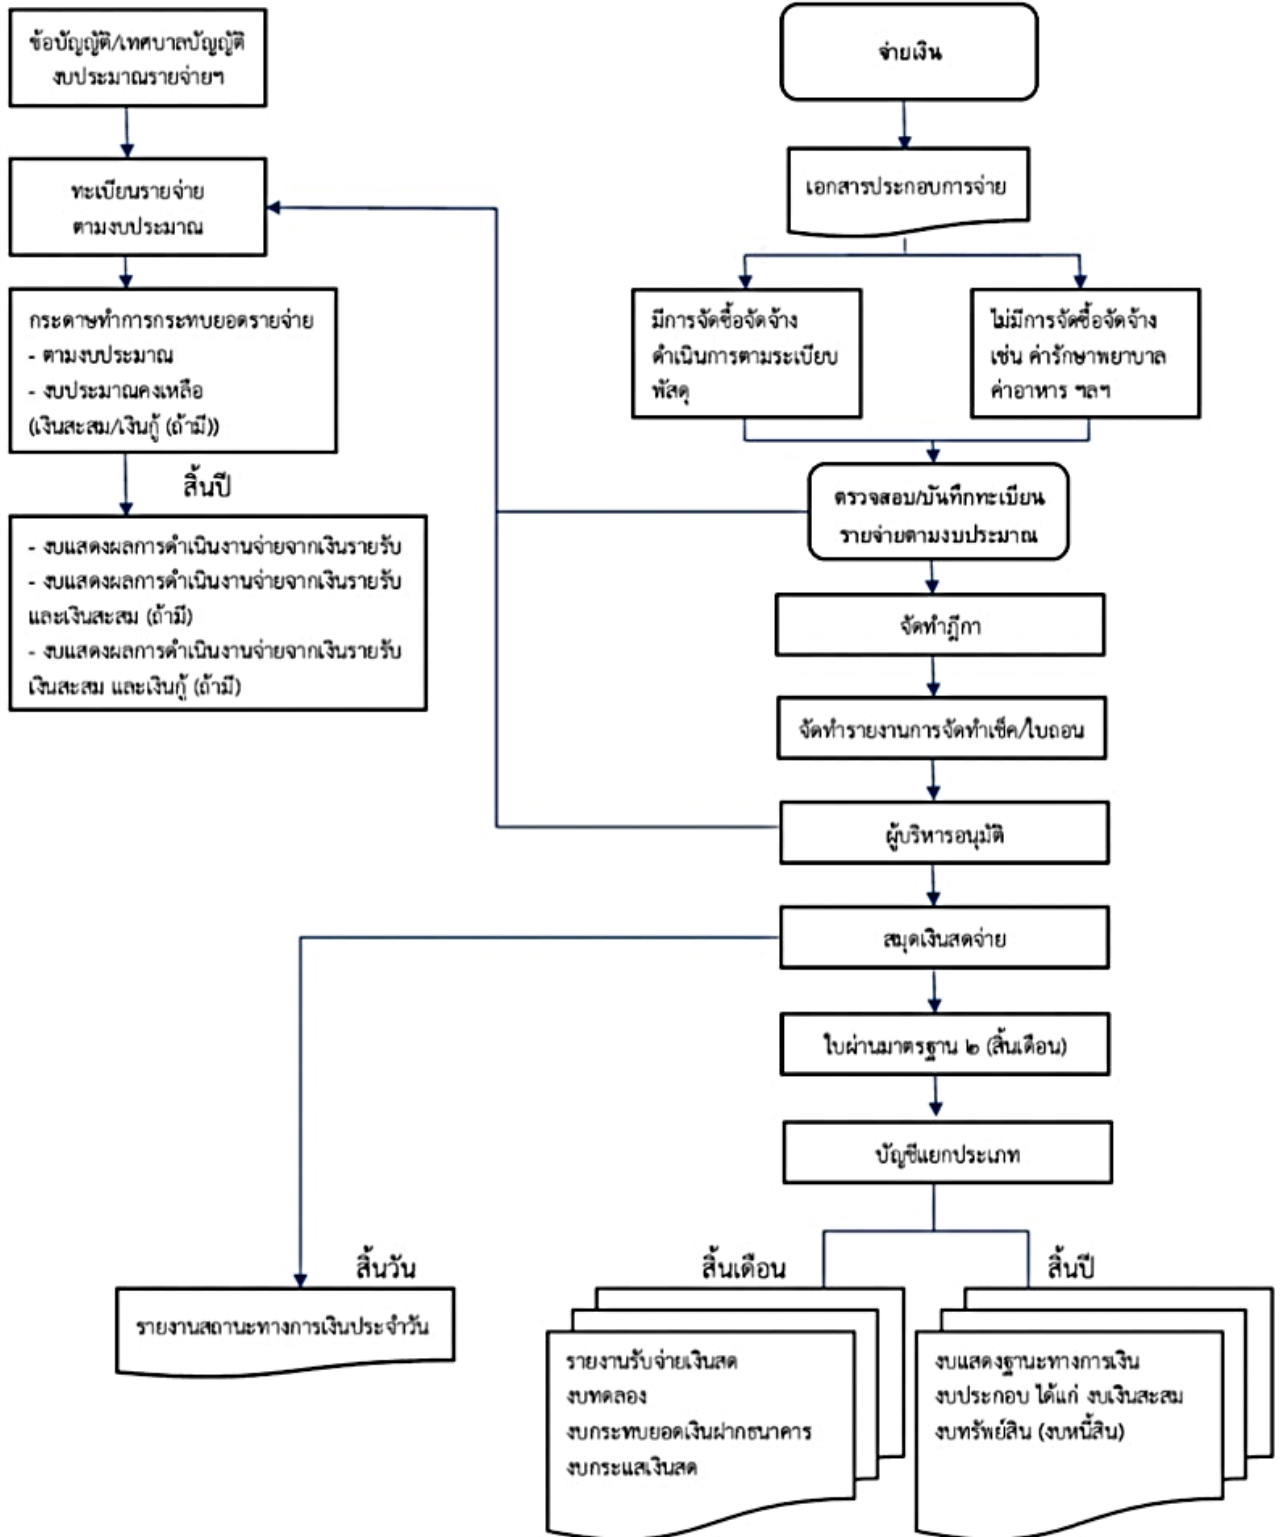 ข้อบัญญัติ/เทศบาลบัญญัติ
งบประมาณรายจ่ายฯ
ทะเบียนรายจ่าย
ตามงบประมาณ
กระดาษทำการกระทบยอดรายจ่าย
- ตามงบประมาณ
- งบประมาณคงเหลือ
(เงินสะสม/เงินกู้ (ถ้ามี))
สิ้นปี
- งบแสดงผลการดำเนินงานจ่ายจากเงินรายรับ
- งบแสดงผลการดำเนินงานจ่ายจากเงินรายรับ
และเงินสะสม (ถ้ามี)
- งบแสดงผลการดำเนินงานจ่ายจากเงินรายรับ
เงินสะสม และเงินกู้ (ถ้ามี)
จ่ายเงิน
เอกสารประกอบการจ่าย
มีการจัดซื้อจัดจ้าง
ดำเนินการตามระเบียบ
พัสดุ
ไม่มีการจัดซื้อจัดจ้าง
เช่น ค่ารักษาพยาบาล
ค่าอาหาร ฯลฯ
ตรวจสอบ/บันทึกทะเบียน
รายจ่ายตามงบประมาณ
จัดทำฎีกา
จัดทำรายงานการจัดทำเช็ค/ใบถอน
ผู้บริหารอนุมัติ
สมุดเงินสดจ่าย
ใบผ่านมาตรฐาน ๒ (สิ้นเดือน)
บัญชีแยกประเภท
สิ้นวัน
รายงานสถานะทางการเงินประจำวัน
สิ้นเดือน
รายงานรับจ่ายเงินสด
งบทดลอง
งบกระทบยอดเงินฝากธนาคาร
งบกระแสเงินสด
สิ้นปี
งบแสดงฐานะทางการเงิน
งบประกอบ ได้แก่ งบเงินสะสม
งบทรัพย์สิน (งบหนี้สิน)